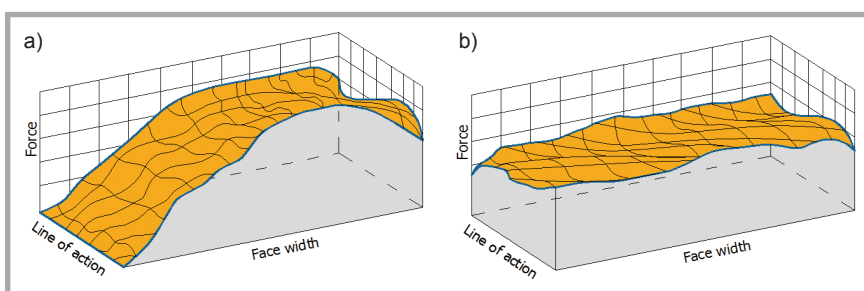 a)
Force
Line of action
Face width
b)
Force
Line of action
Face width